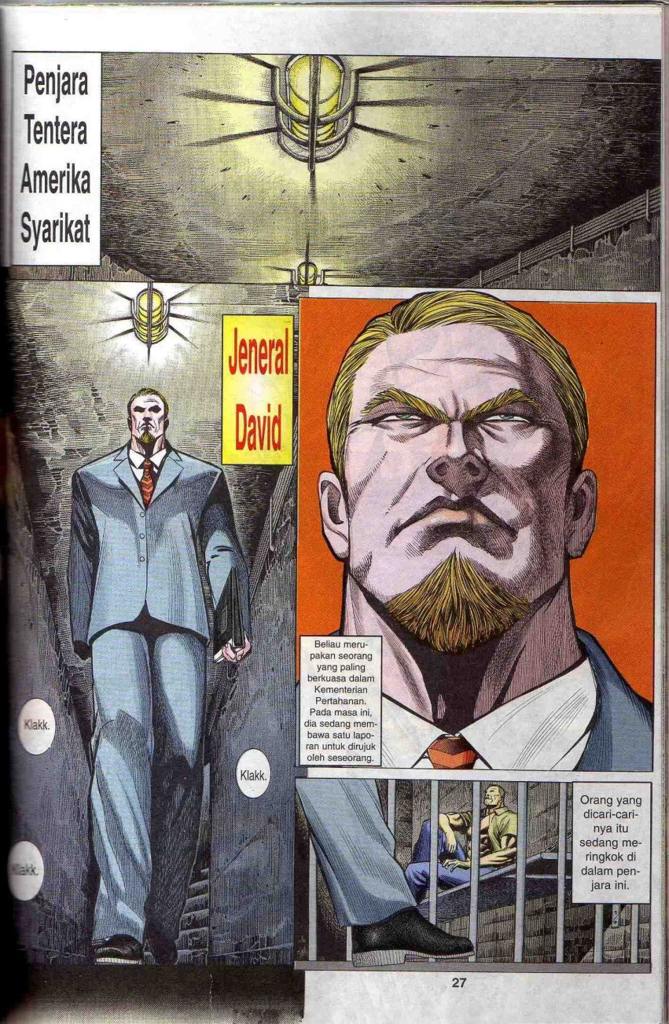 Penjara
Tentera
Amerika
Syarikat
Jeneral
David
Beliau meru-
pakan seorang
yang paling
berkuasa dalam
Kementerian
Pertahanan.
Pada masa ini,
dia sedang mem-
bawa satu lapo-
ran untuk dirujuk
oleh seseorang.
Klakk.
Klakk.
Klakk.
Orang yang
dicari-cari-
nya itu
sedang me-
ringkok di
dalam pen-
jara ini.
27